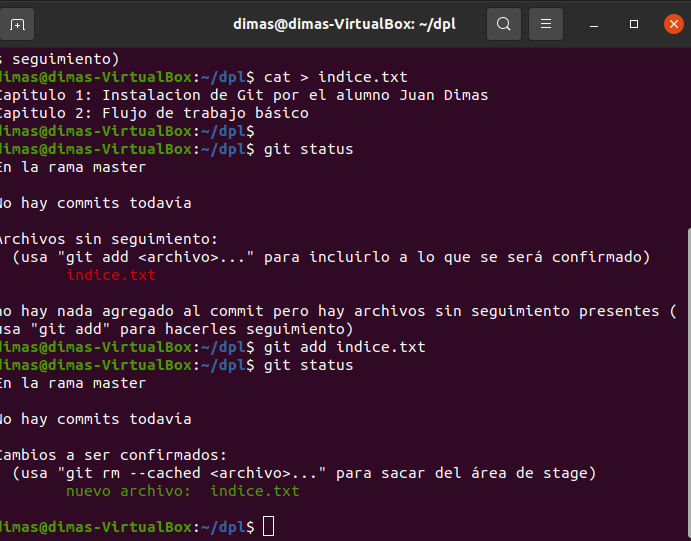 dimas@dimas-VirtualBox: ~/dpl
s seguimiento)
dimas@dimas-VirtualBox:~/dpl$ cat > indice.txt
Capitulo 1: Instalacion de Git por el alumno Juan Dimas
Capitulo 2: Flujo de trabajo básico
dimas@dimas-VirtualBox:~/dpl$
dimas@dimas-VirtualBox:~/dpl$ git status
En la rama master
No hay commits todavía
Archivos sin seguimiento:
(usa "git add <archivo>..." para incluirlo a lo que se será confirmado)
indice.txt
no hay nada agregado al commit pero hay archivos sin seguimiento presentes (
usa "git add" para hacerles seguimiento)
dimas@dimas-VirtualBox:~/dpl$ git add indice.txt
dimas@dimas-VirtualBox:~/dpl$ git status
En la rama master
No hay commits todavía
Cambios a ser confirmados:
(usa "git rm --cached <archivo>..." para sacar del área de stage)
nuevo archivo:  indice.txt
dimas@dimas-VirtualBox:~/dpl$